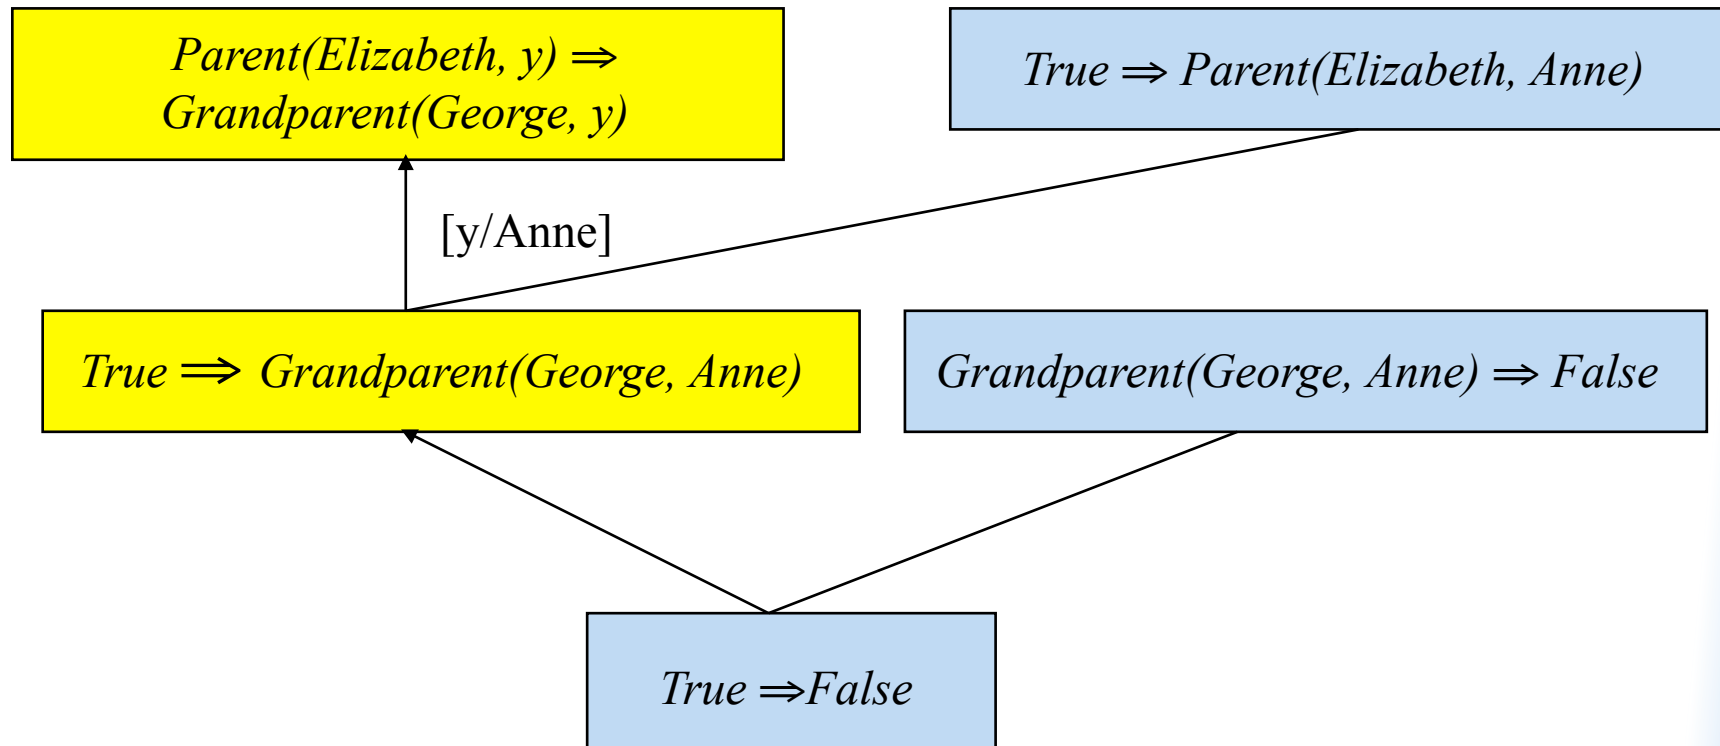 Parent(Elizabeth, y) ⇒
Grandparent(George, y)
True ⇒ Parent(Elizabeth, Anne)
[y/Anne]
True ⇒ Grandparent(George, Anne)
Grandparent(George, Anne) ⇒ False
True ⇒False